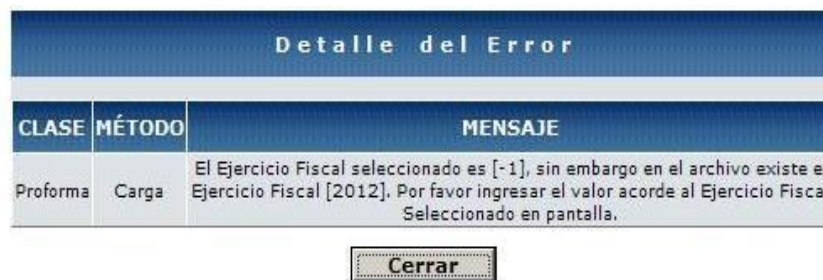 Detalle del Error
CLASE MÉTODO MENSAJE
El Ejercicio Fiscal seleccionado es [-1], sin embargo en el archivo existe e
Proforma Carga Ejercicio Fiscal [2012]. Por favor ingresar el valor acorde al Ejercicio Fisca
Seleccionado en pantalla.
Cerrar